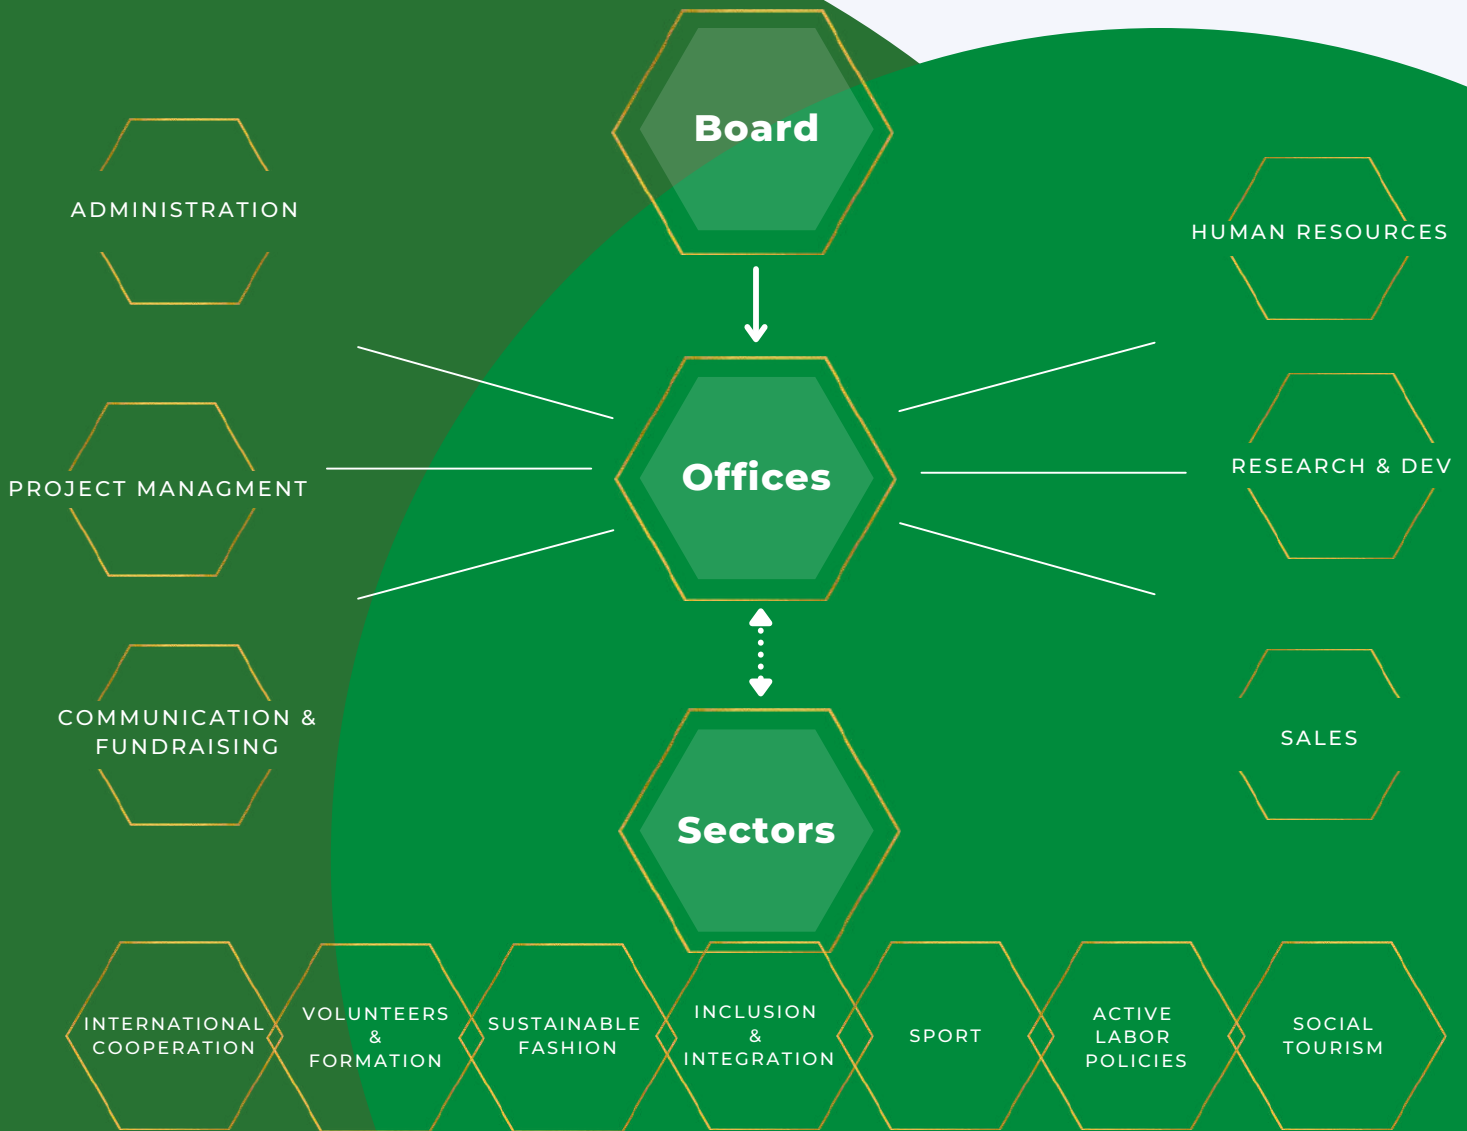 Board
ADMINISTRATION
HUMAN RESOURCES
Offices
PROJECT MANAGMENT
RESEARCH & DEV
COMMUNICATION &
FUNDRAISING
SALES
Sectors
INTERNATIONAL
COOPERATION
VOLUNTEERS
&
FORMATION
SUSTAINABLE
FASHION
INCLUSION
&
INTEGRATION
SPORT
ACTIVE
LABOR
POLICIES
SOCIAL
TOURISM